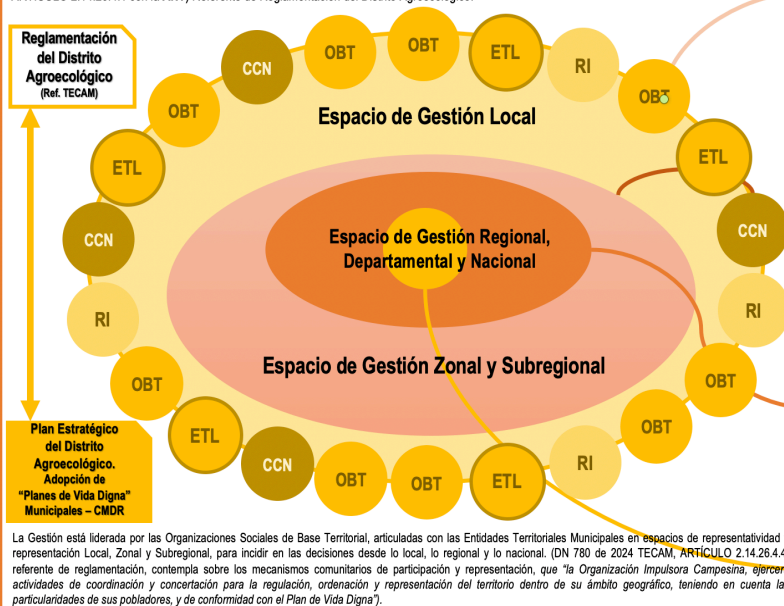 Reglamentación
del Distrito
Agroecológico
(Ref. TECAM)
CCN
OBT
OBT
ETL
RI
OBT
OBT
Espacio de Gestión Local
ETL
ETL
CCN
CCN
Espacio de Gestión Regional,
Departamental y Nacional
RI
RI
Espacio de Gestión Zonal y Subregional
OBT
OBT
ETL
OBT
CCN
OBT
OBT
ETL
RI
Plan Estratégico
del Distrito
Agroecológico.
Adopción de
“Planes de Vida Digna”
Municipales – CMDR
La Gestión está liderada por las Organizaciones Sociales de Base Territorial, articuladas con las Entidades Territoriales Municipales en espacios de representatividad
representación Local, Zonal y Subregional, para incidir en las decisiones desde lo local, lo regional y lo nacional. (DN 780 de 2024 TECAM, ARTÍCULO 2.14.26.4.4
referente de reglamentación, contempla sobre los mecanismos comunitarios de participación y representación, que “la Organización Impulsora Campesina, ejercer
actividades de coordinación y concertación para la regulación, ordenación y representación del territorio dentro de su ámbito geográfico, teniendo en cuenta la
particularidades de sus pobladores, y de conformidad con el Plan de Vida Digna”).